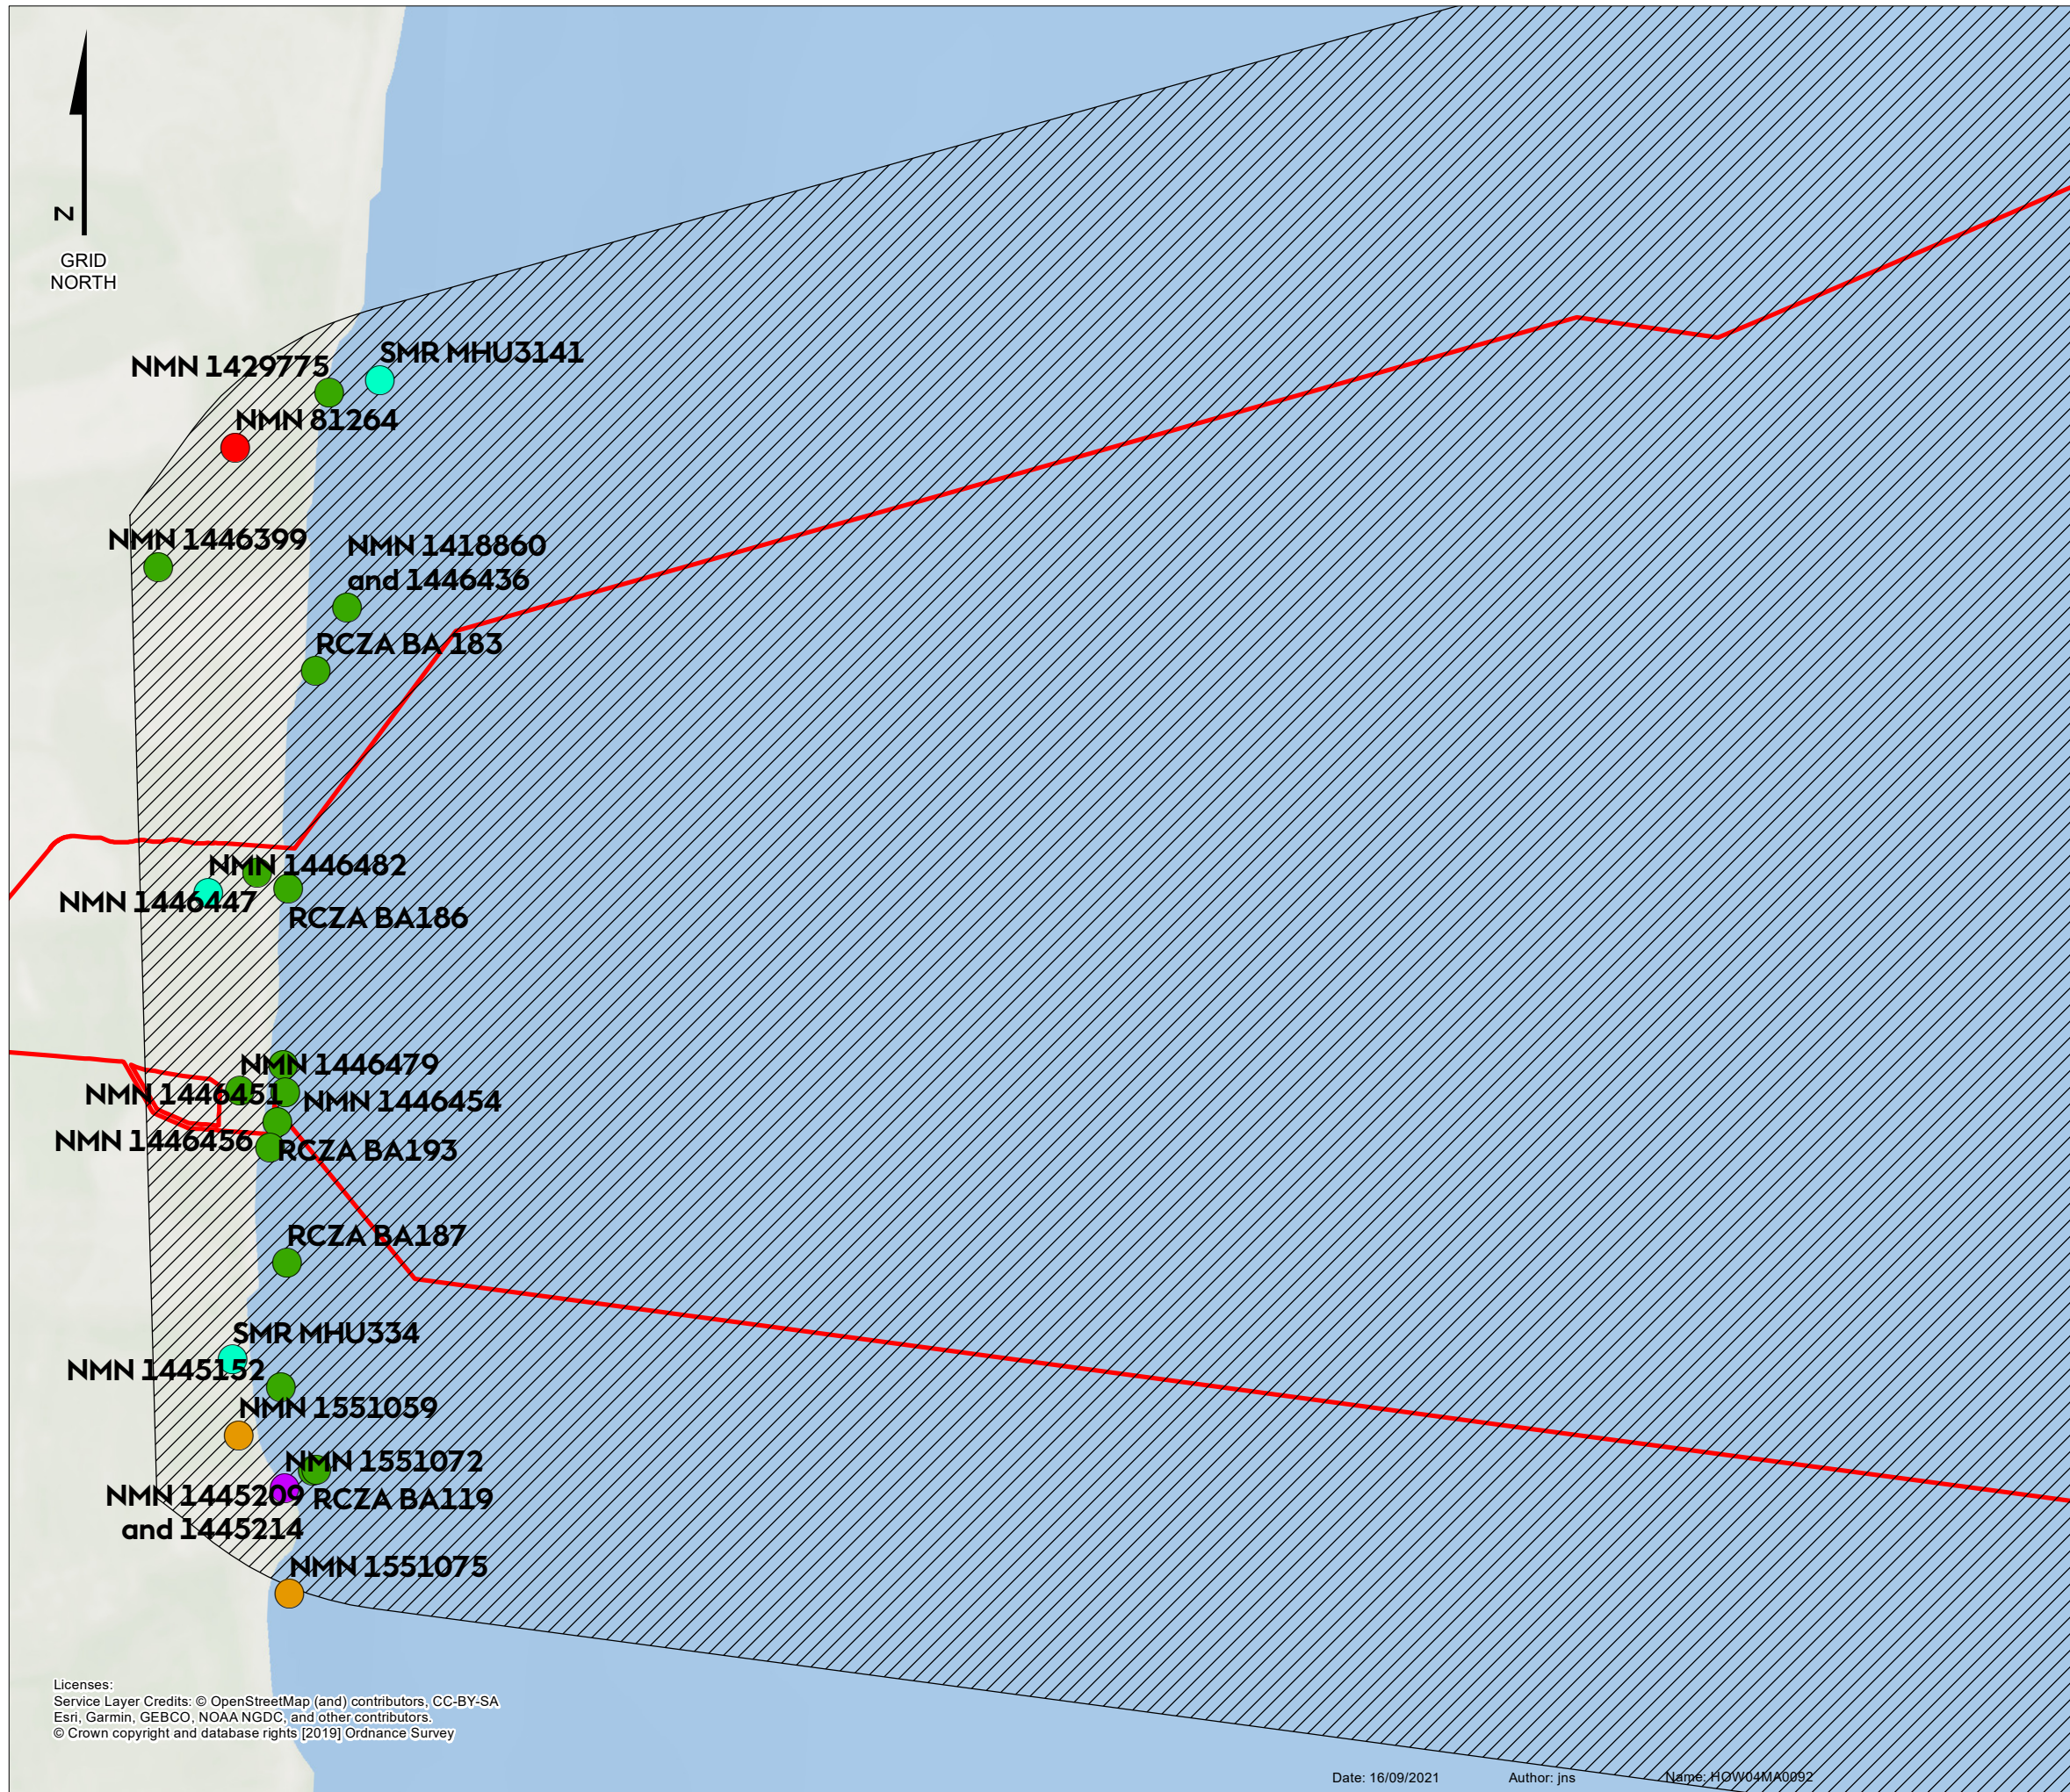 N
GRID
NORTH
SMR MHU3141
NMN 1429775
NMN 81264
NMN 1446399
NMN 1418860
and 1446436
RCZA BA 183
NMN 1446482
NMN 1446447
RCZA BA186
NMN 1446479
NMN 1446451
NMN 1446454
NMN 1446456
RCZA BA193
RCZA BA187
SMR MHU334
NMN 1445152
NMN 1551059
NMN 1551072
NMN 1445209
and 1445214
RCZA BA119
NMN 1551075
Licenses:
Service Layer Credits: © OpenStreetMap (and) contributors, CC-BY-SA
Esri, Garmin, GEBCO, NOAA NGDC, and other contributors.
© Crown copyright and database rights [2019] Ordnance Survey
Date: 16/09/2021 Author: jns Name: HOW04MA0092